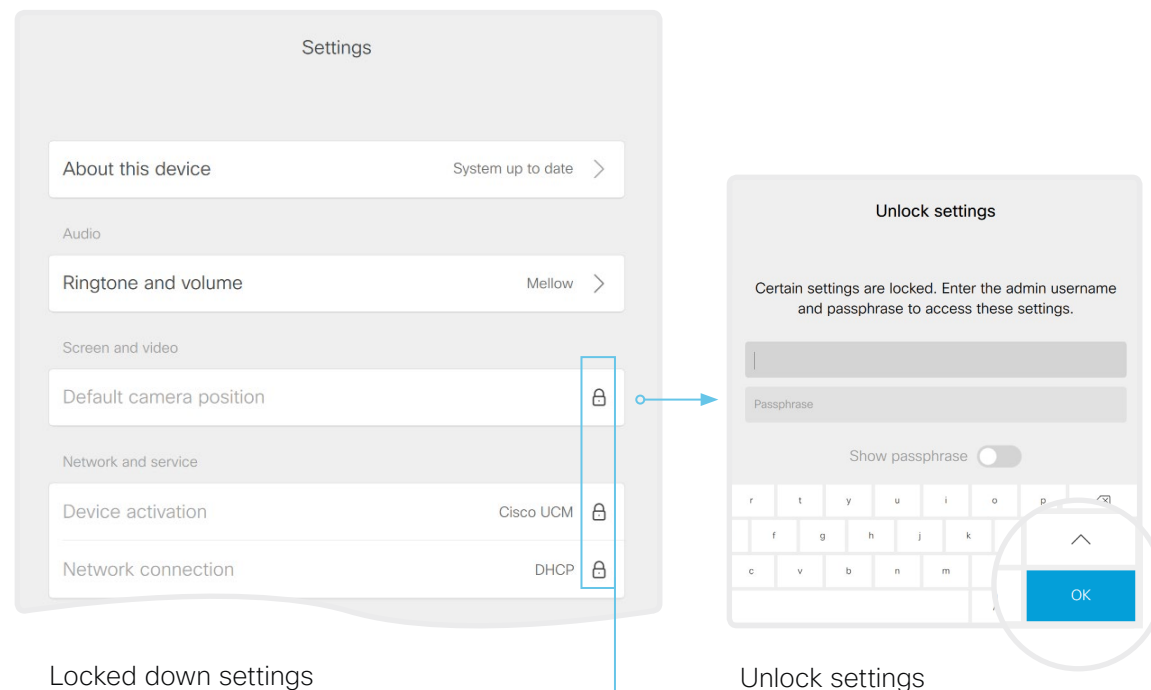 Settings
About this device System up to date
Audio
Ringtone and volume Mellow
Screen and video
Default camera position
Network and service
Device activation Cisco UCM
Network connection DHCP
Locked down settings
Unlock settings
Certain settings are locked. Enter the admin username
and passphrase to access these settings.
Passphrase
Show passphrase
r t y u i o p
f g h j k
c v b n m
OK
Unlock settings